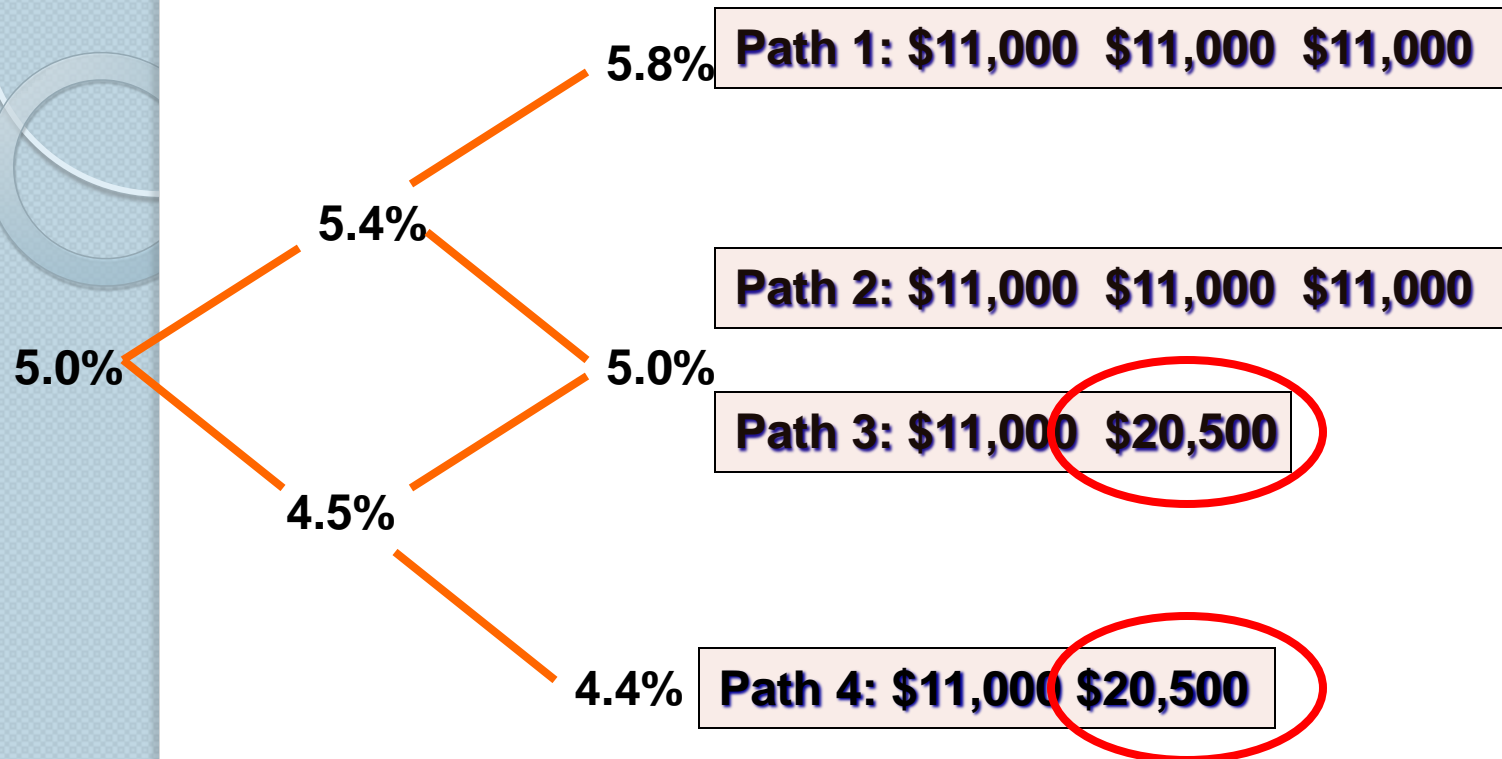 5.8%
Path 1: $11,000 $11,000 $11,000
5.4%
Path 2: $11,000 $11,000 $11,000
5.0%
5.0%
Path 3: $11,000 $20,500
4.5%
4.4%
Path 4: $11,000 $20,500